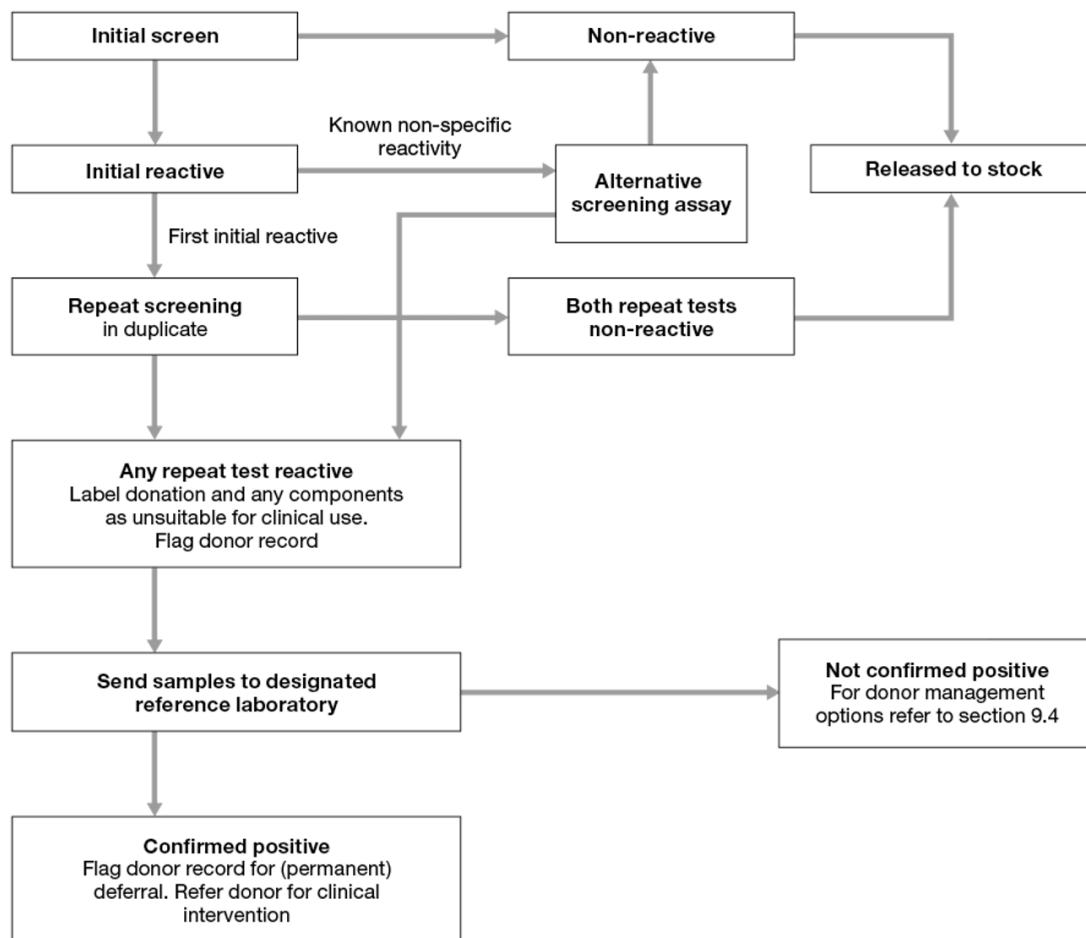 Initial screen
Non-reactive
Known non-specific
reactivity
Initial reactive
Alternative
screening assay
Released to stock
First initial reactive
Repeat screening
in duplicate
Both repeat tests
non-reactive
Any repeat test reactive
Label donation and any components
as unsuitable for clinical use.
Flag donor record
Send samples to designated
reference laboratory
Not confirmed positive
For donor management
options refer to section 9.4
Confirmed positive
Flag donor record for (permanent)
deferral. Refer donor for clinical
intervention